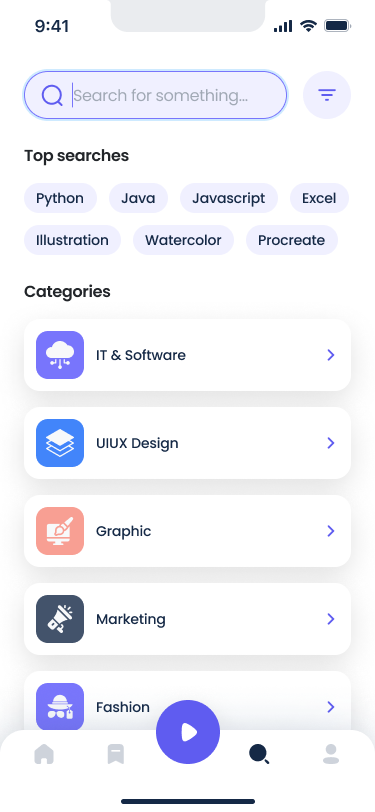 9:41
Search for something...
Top searches
Python Java Javascript Excel
Illustration Watercolor Procreate
Categories
IT & Software
UIUX Design
Graphic
Marketing
Fashion